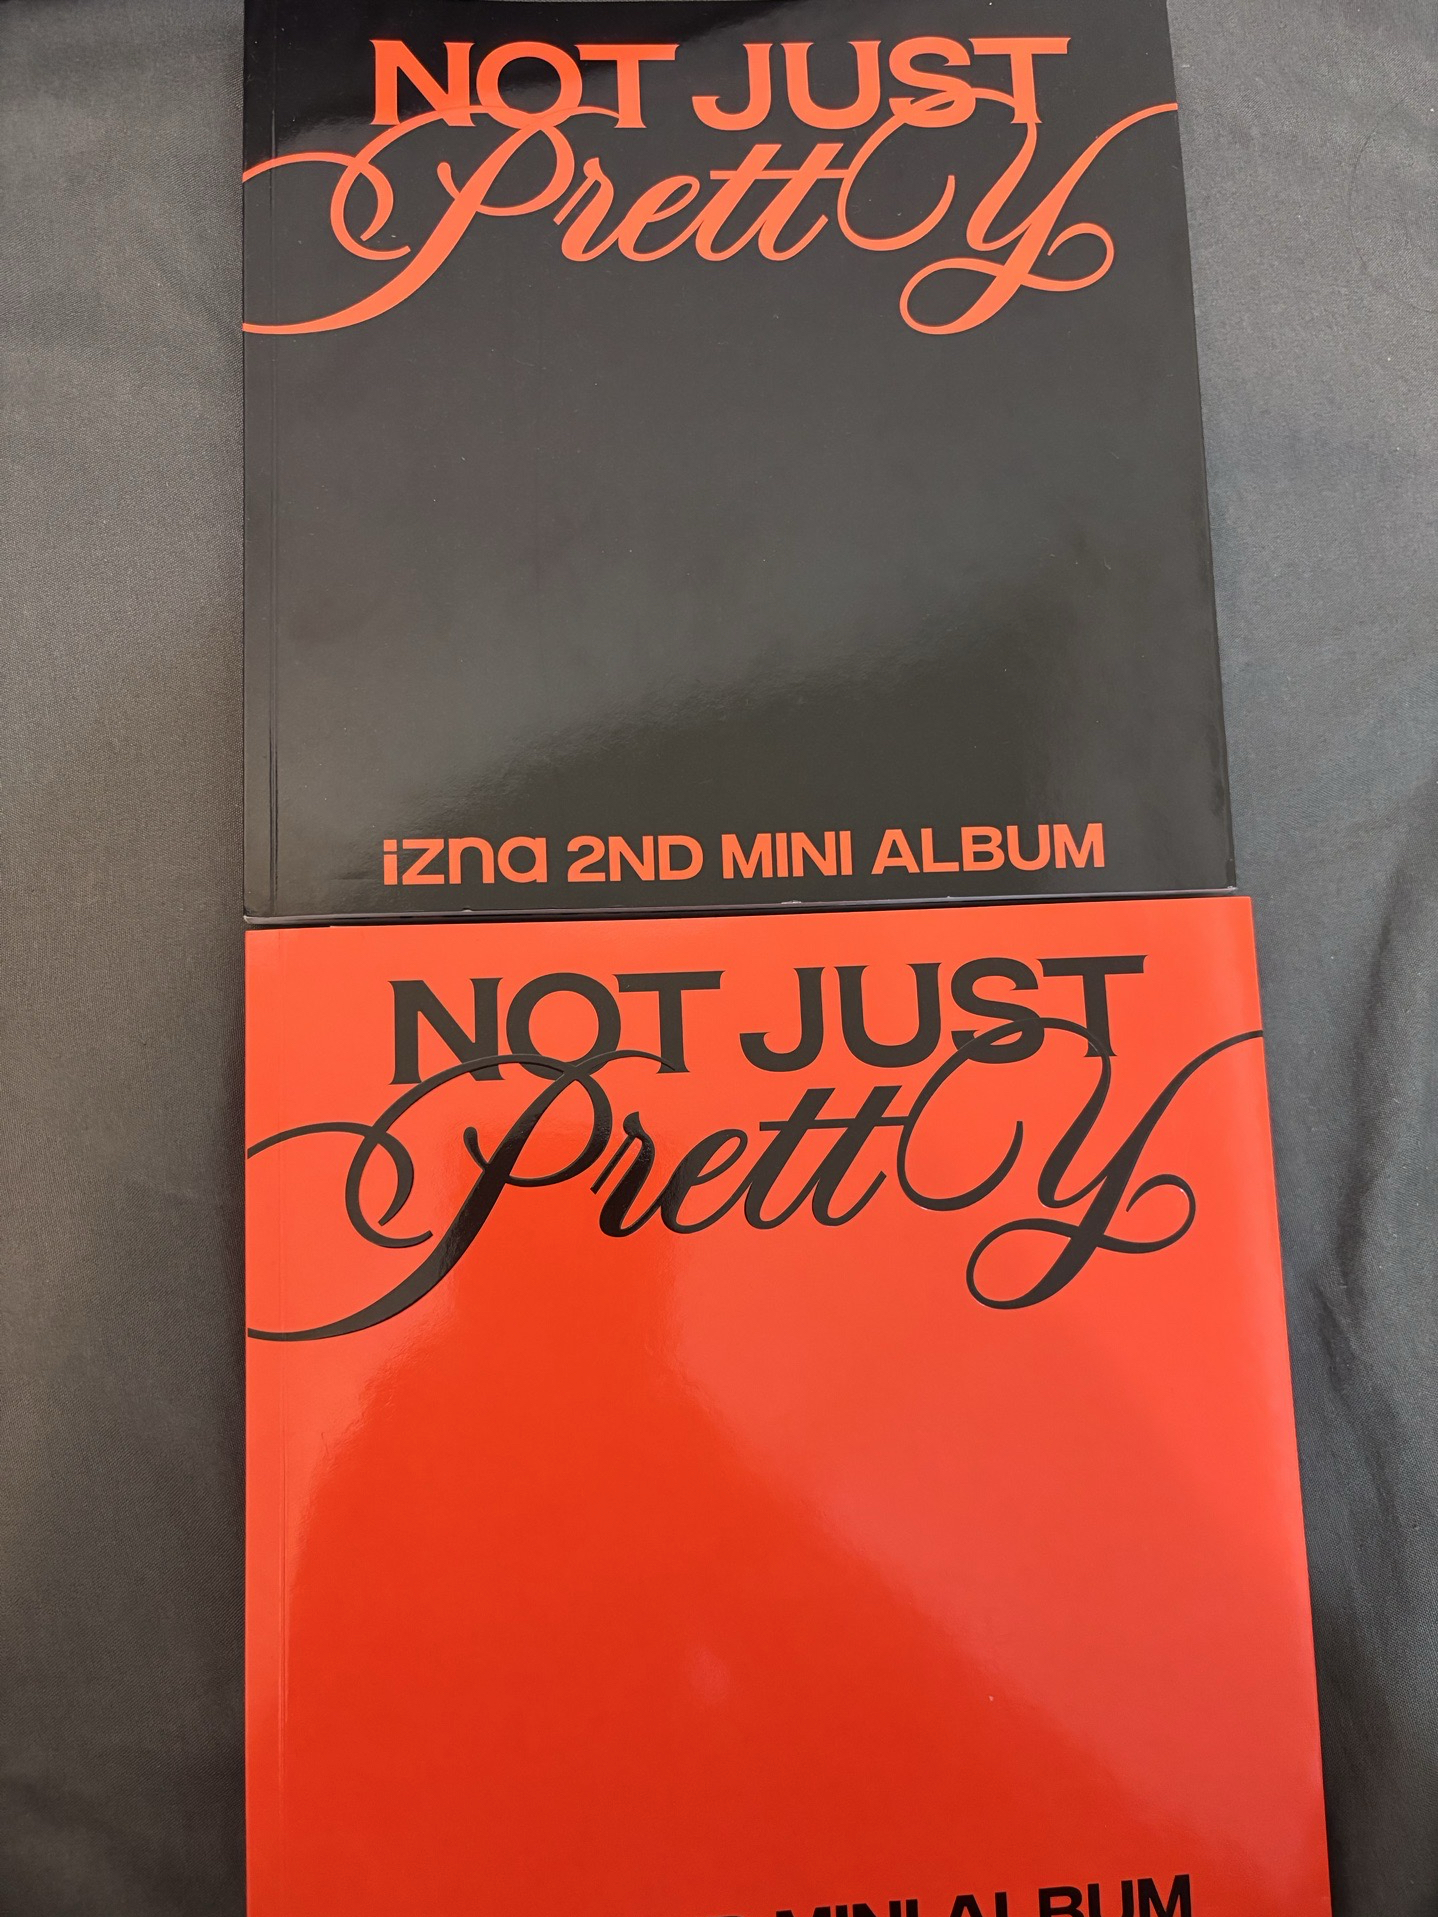 NOT JUST
Pretty
izna 2ND MINI ALBUM
NOT JUST
Pretty
MINI ALBUM